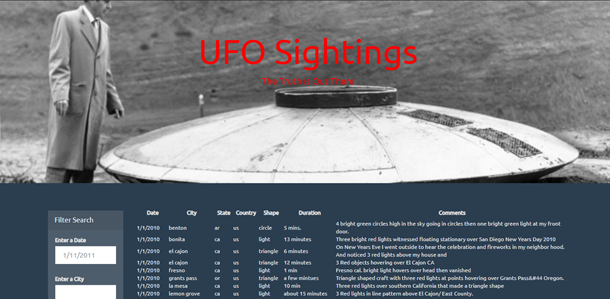 UFO Sightings
The Truth Is Out There
Filter Search
Enter a Date
1/11/2011
Enter a City
Date City State Country Shape Duration Comments
1/1/2010 benton ar us circle 5 mins. 4 bright green circles high in the sky going in circles then one bright green light at my front
door.
1/1/2010 bonita ca us light 13 minutes Three bright red lights witnessed floating stationary over San Diego New Years Day 2010
1/1/2010 el cajon ca us triangle 6 minutes On New Years Eve I went outside to hear the celebration and fireworks in my neighbor hood.
And noticed 3 red lights above my house and
1/1/2010 el cajon ca us triangle 12 minutes 3 Red objects hovering over El Cajon CA
1/1/2010 fresno ca us light 1 min Fresno cal. bright light hovers over head then vanished
1/1/2010 grants pass or us triangle a few mintues Triangle shaped craft with three red lights at points hovering over Grants Pass&#44 Oregon.
1/1/2010 la mesa ca us light 10 min Three Red lights over southern California that made a triangle shape
1/1/2010 lemon grove ca us light about 15 minutes 3 Red lights in line pattern above El Cajon/ East County.